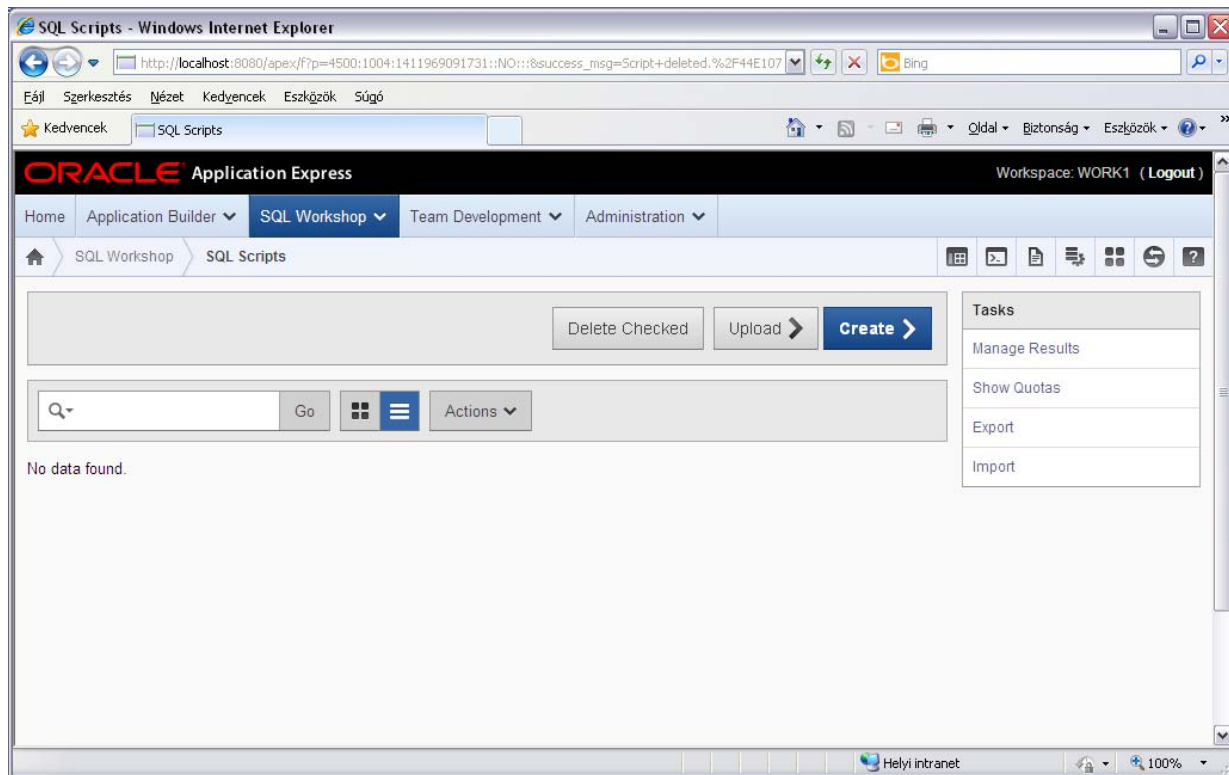 SQL Scripts - Windows Internet Explorer
http://localhost:8080/apex/f?p=4500:1004:1411969091731::NO:::&success_msg=Script+deleted.%2F44E107
Bing
Fájl Szerkesztés Nézet Kedvencek Eszközök Súgó
Kedvencek
SQL Scripts
Oldal Biztonság Eszközök
ORACLE Application Express
Workspace: WORK1 ( Logout )
Home Application Builder SQL Workshop Team Development Administration
SQL Workshop SQL Scripts
Delete Checked Upload Create
Go Actions
No data found.
Tasks
Manage Results
Show Quotas
Export
Import
Helyi intranet
100%